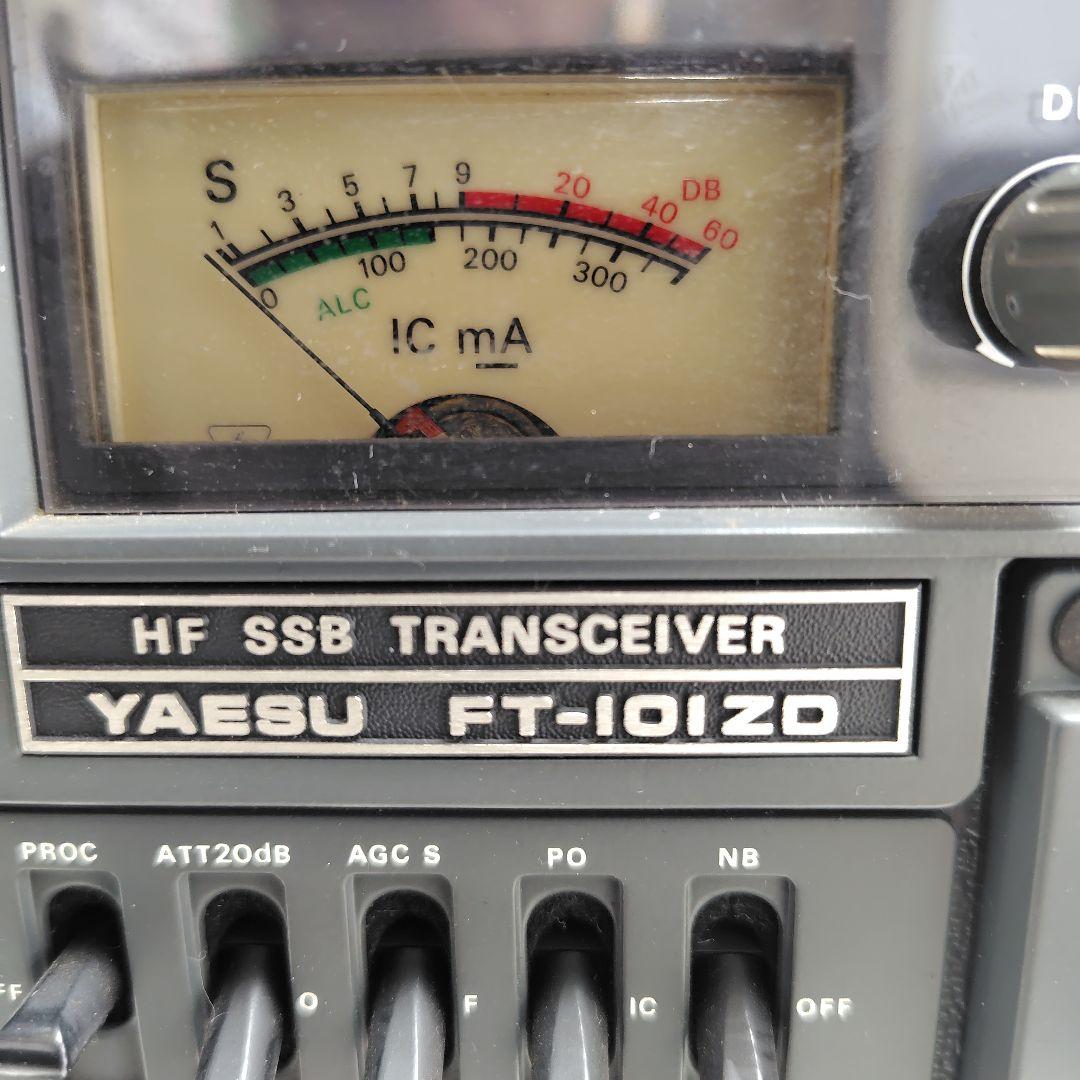 S 1 3 5 7 9 20 40 60 DB
0 100 200 300
ALC
IC mA
HF SSB TRANSCEIVER
YAESU FT-101ZD
PROC ATT20dB AGC S PO NB
O F IC OFF